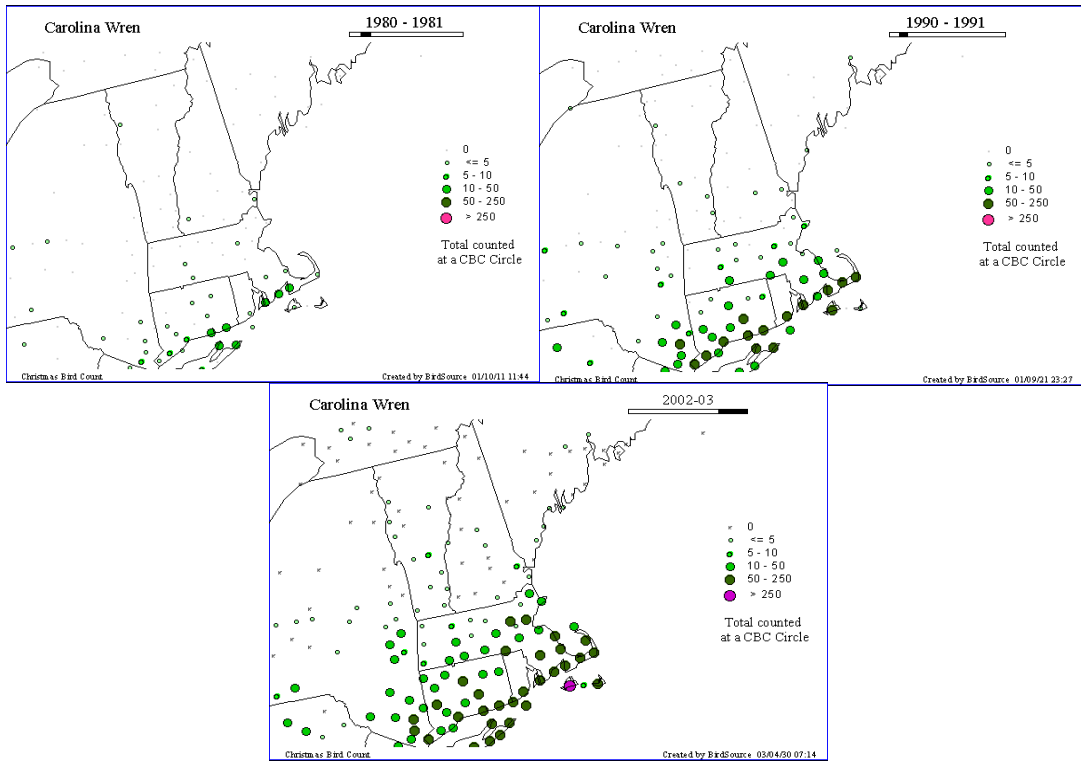 Carolina Wren
1980 - 1981
0
<= 5
5 - 10
10 - 50
50 - 250
> 250
Total counted
at a CBC Circle
Christmas Bird Count
Created by BirdSource 01/10/11 11:44
Carolina Wren
1990 - 1991
0
<= 5
5 - 10
10 - 50
50 - 250
> 250
Total counted
at a CBC Circle
Christmas Bird Count
Created by BirdSource 01/09/21 23:27
Carolina Wren
2002-03
0
<= 5
5 - 10
10 - 50
50 - 250
> 250
Total counted
at a CBC Circle
Christmas Bird Count
Created by BirdSource 03/04/30 07:14